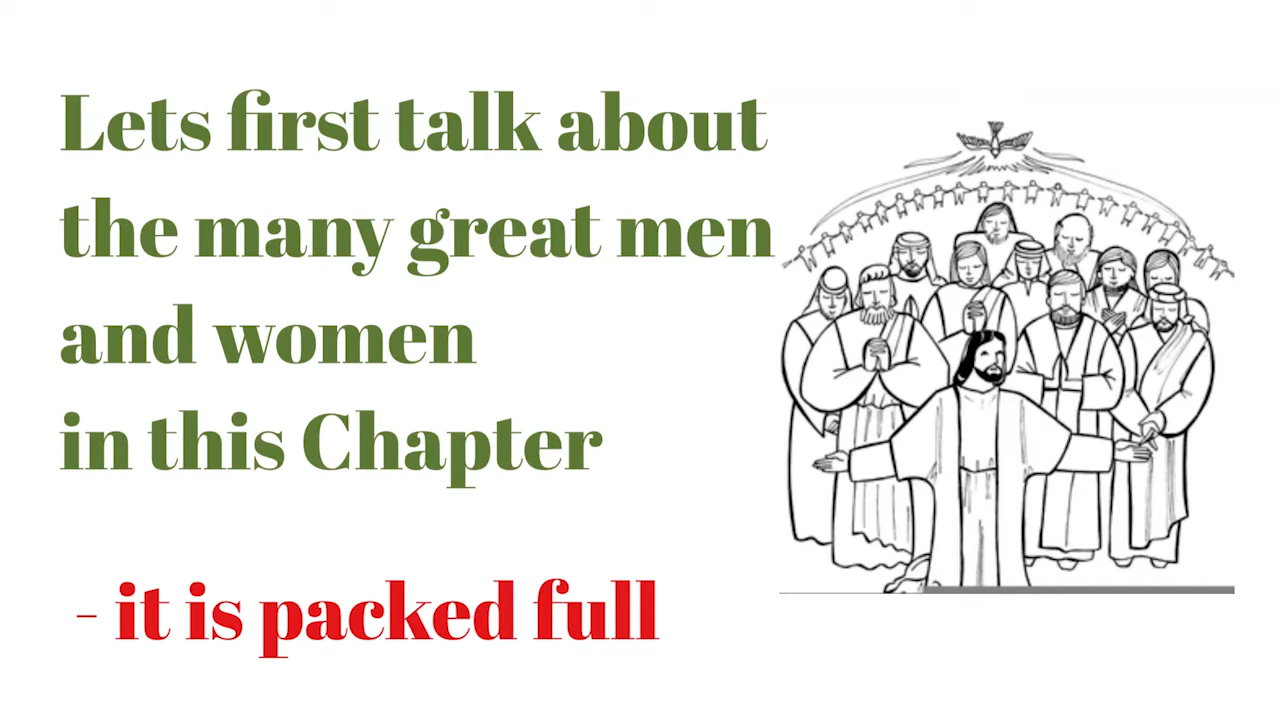 Lets first talk about
the many great men
and women
in this Chapter
- it is packed full